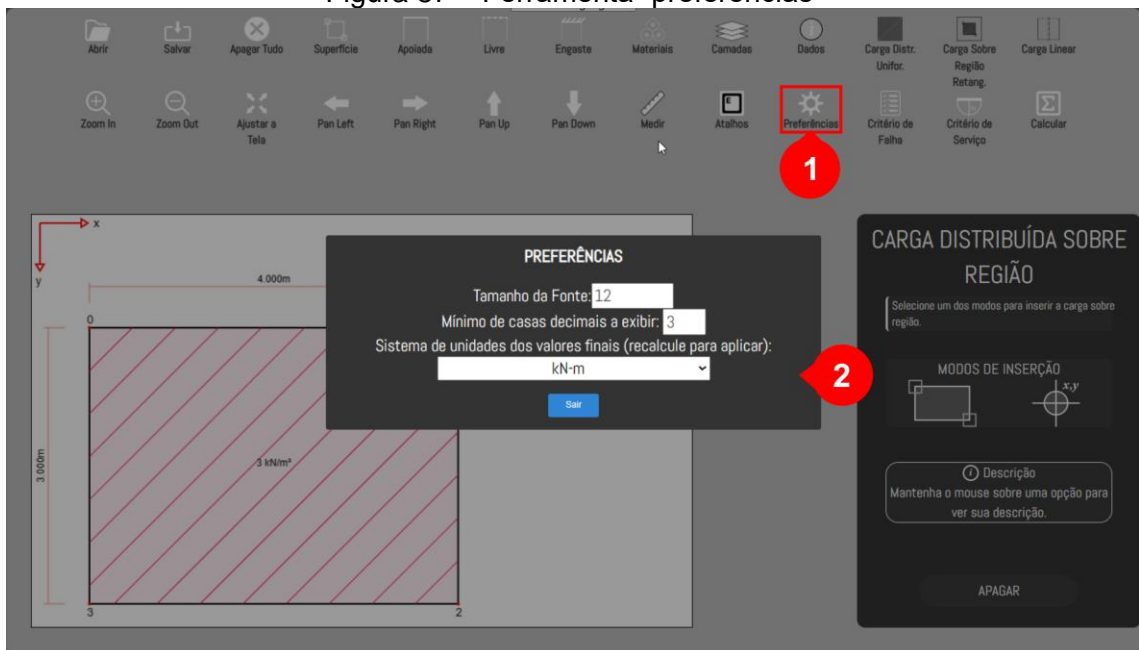 Abrir
Salvar
Apagar Tudo
Superfície
Apoiada
Livre
Engaste
Materiais
Camadas
Dados
Carga Distr.
Unifor.
Carga Sobre
Região
Retang.
Carga Linear
Zoom In
Zoom Out
Ajustar a
Tela
Pan Left
Pan Right
Pan Up
Pan Down
Medir
Atalhos
Preferências
Critério de
Falha
Critério de
Serviço
Calcular
1
x
y
4.000m
0
3 kN/m²
3.000m
3
2
PREFERÊNCIAS
Tamanho da Fonte: 12
Mínimo de casas decimais a exibir: 3
Sistema de unidades dos valores finais (recalcule para aplicar):
kN-m
Sair
2
CARGA DISTRIBUÍDA SOBRE
REGIÃO
Selecione um dos modos para inserir a carga sobre
região.
MODOS DE INSERÇÃO
x,y
i Descrição
Mantenha o mouse sobre uma opção para
ver sua descrição.
APAGAR